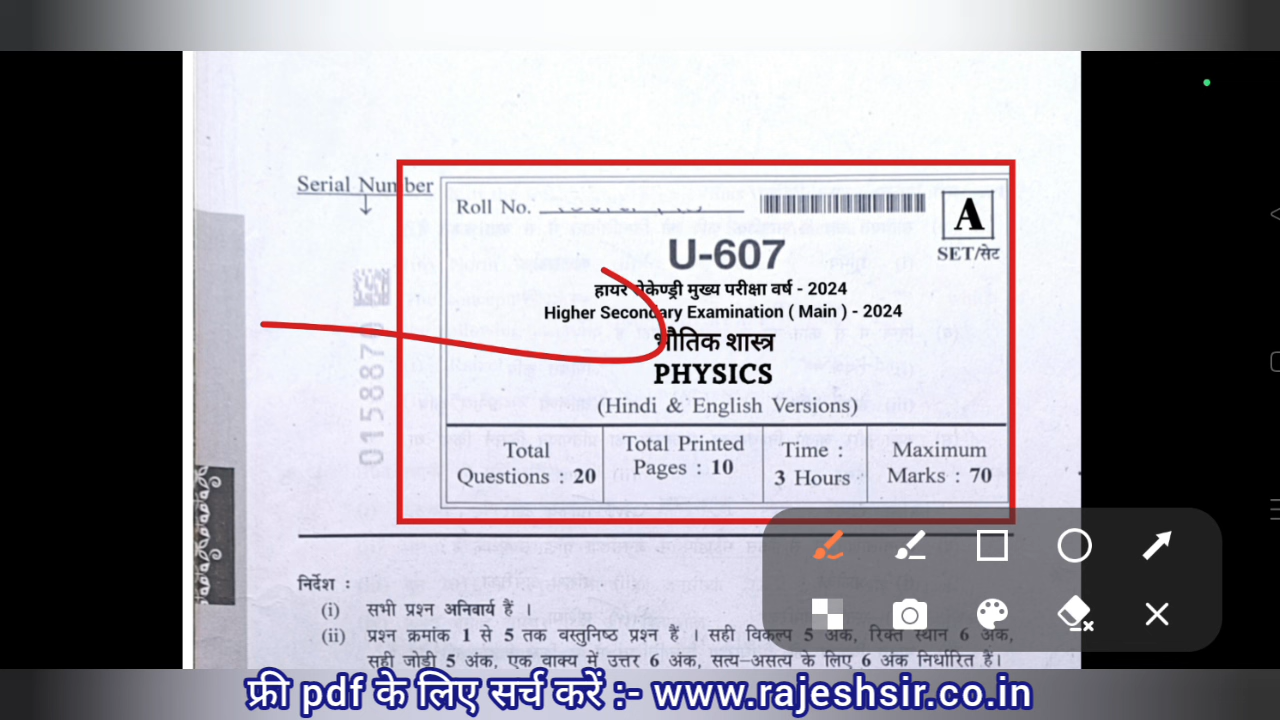 Serial Number
↓
0158876
Roll No.
A
SET/सेट
U-607
हायर सेकेण्ड्री मुख्य परीक्षा वर्ष - 2024
Higher Secondary Examination ( Main ) - 2024
भौतिक शास्त्र
PHYSICS
(Hindi & English Versions)
Total Questions : 20
Total Printed Pages : 10
Time : 3 Hours
Maximum Marks : 70
निर्देश :
(i) सभी प्रश्न अनिवार्य हैं ।
(ii) प्रश्न क्रमांक 1 से 5 तक वस्तुनिष्ठ प्रश्न हैं । सही विकल्प 5 अंक, रिक्त स्थान 6 अंक,
सही जोड़ी 5 अंक, एक वाक्य में उत्तर 6 अंक, सत्य–असत्य के लिए 6 अंक निर्धारित हैं।
फ्री pdf के लिए सर्च करें :- www.rajeshsir.co.in